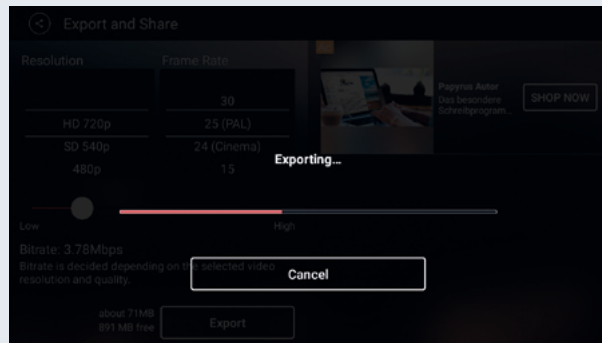 Export and Share
Resolution
Frame Rate
30
HD 720p
25 (PAL)
SD 540p
24 (Cinema)
480p
15
Papyrus Autor
Das besondere
Schreibprogram...
SHOP NOW
Exporting...
Low
High
Bitrate: 3.78Mbps
Bitrate is decided depending on the selected video
resolution and quality.
Cancel
about 71MB
891 MB free
Export